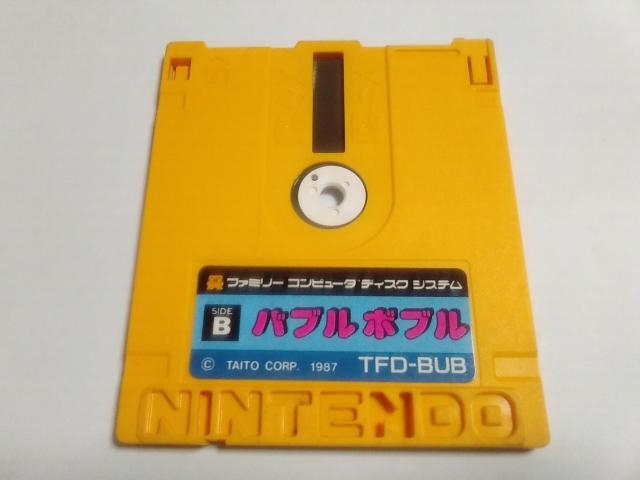 ファミリー コンピュータ ディスク システム
SIDE
B
バブルボブル
© TAITO CORP. 1987 TFD-BUB
NINTENDO